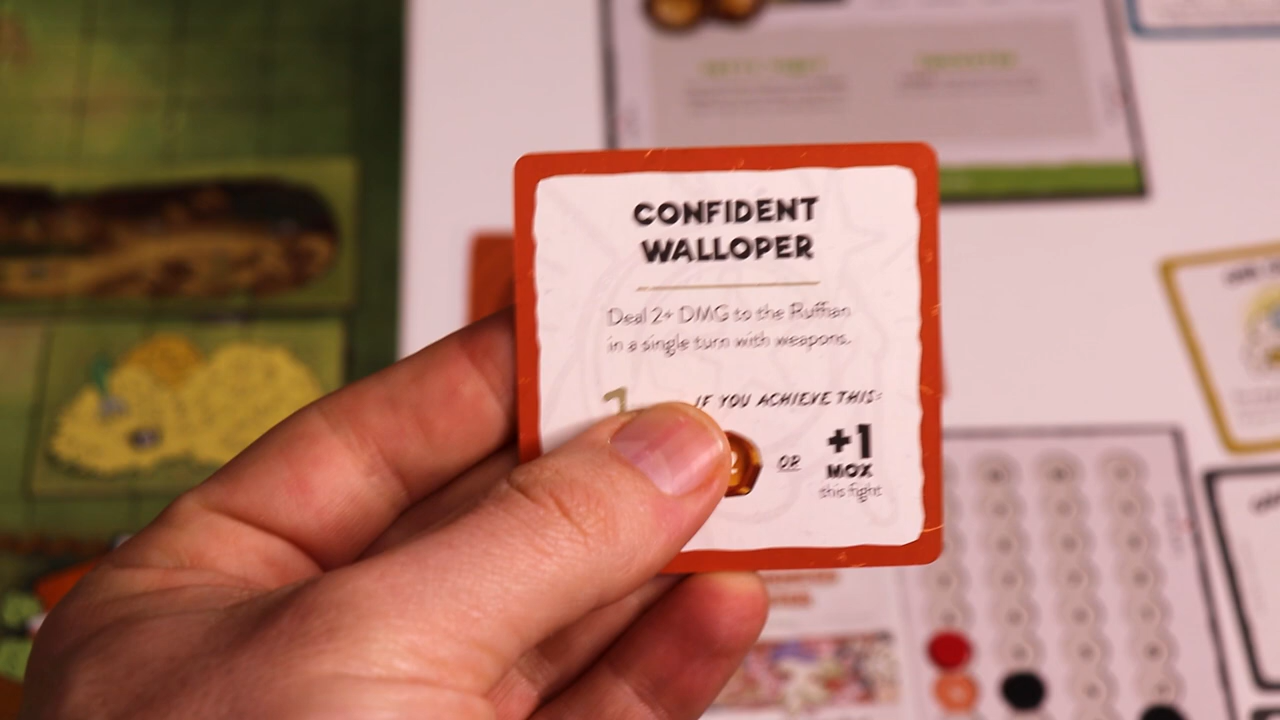 CONFIDENT
WALLOPER
Deal 2+ DMG to the Ruffian
in a single turn with weapons.
IF YOU ACHIEVE THIS:
OR
+1
MOX
this fight